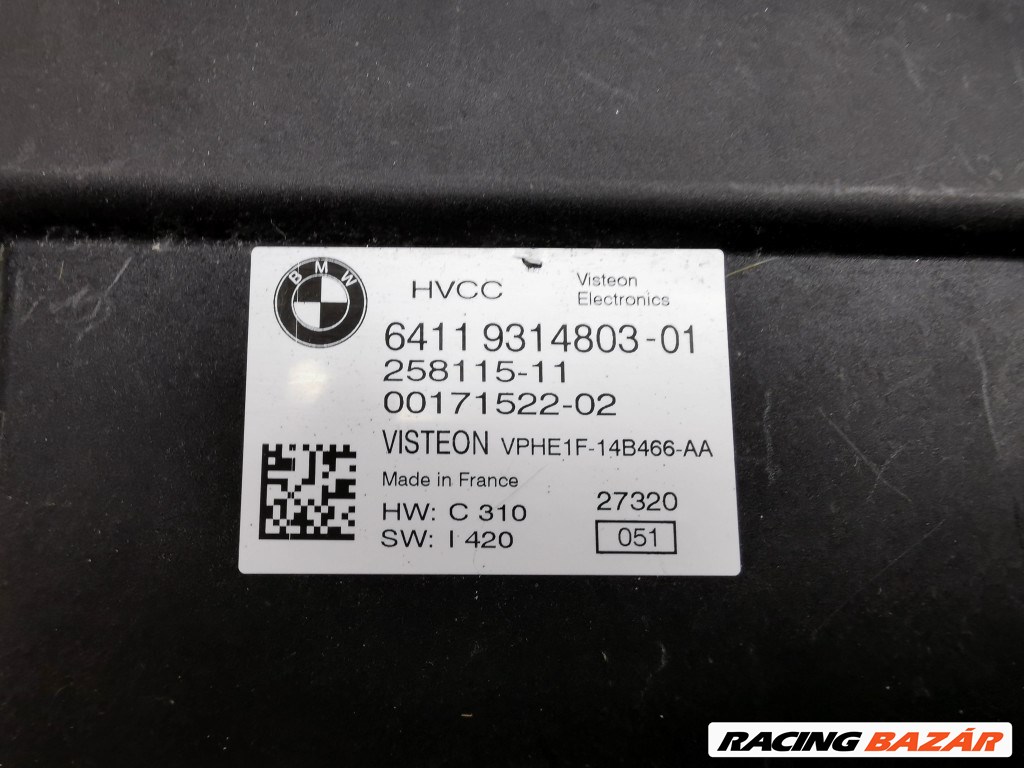 BMW
HVCC
Visteon
Electronics
6411 9314803-01
258115-11
00171522-02
VISTEON VPHE1F-14B466-AA
Made in France
HW: C 310
SW: I 420
27320
051
RACING BAZÁR